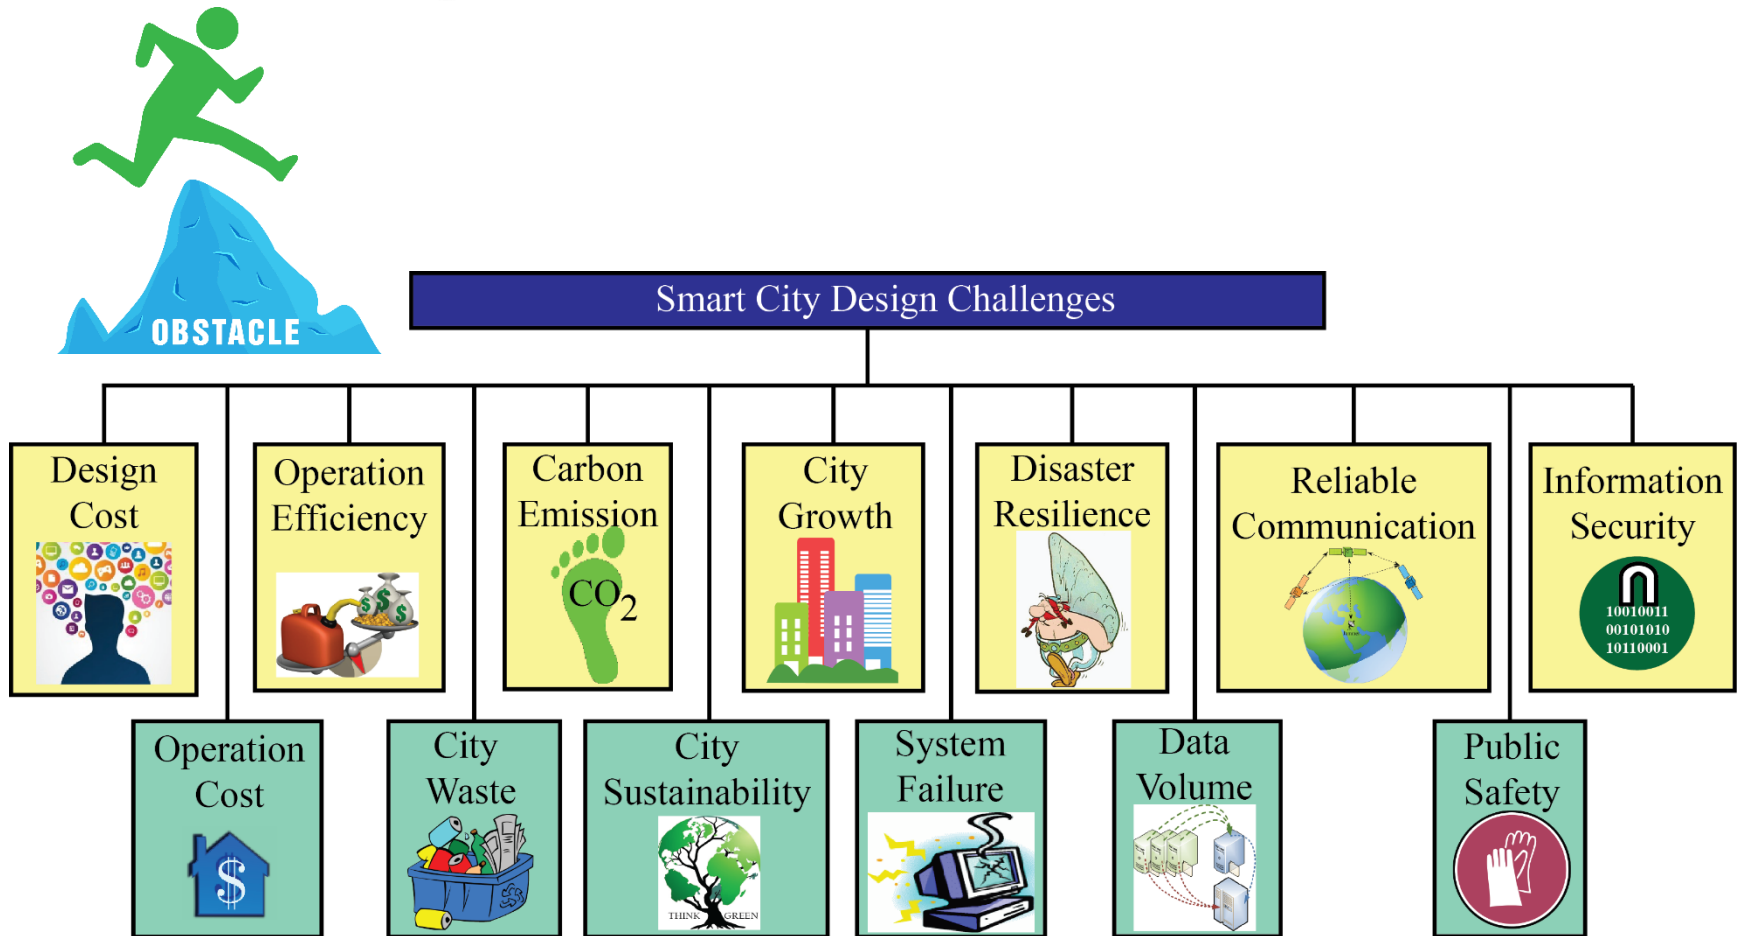 OBSTACLE
Smart City Design Challenges
Design
Cost
Operation
Efficiency
Carbon
Emission
CO2
City
Growth
Disaster
Resilience
Reliable
Communication
Information
Security
10010011
00101010
10110001
Operation
Cost
$
City
Waste
City
Sustainability
THINK GREEN
System
Failure
Data
Volume
Public
Safety